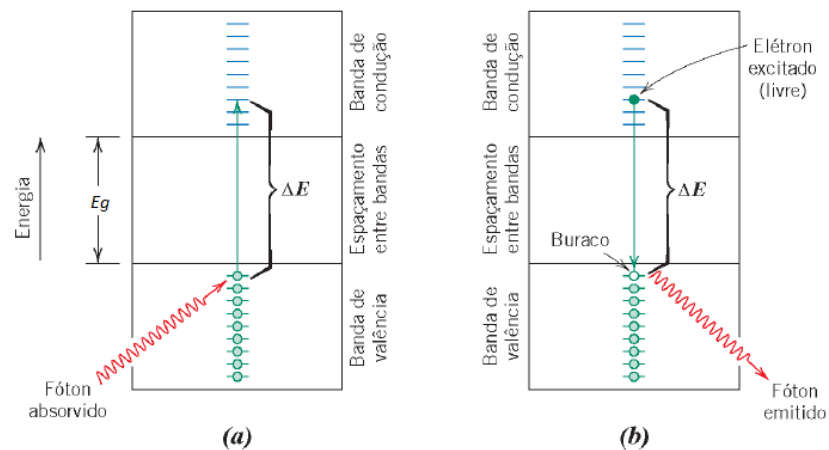 Energia
Eg
Banda de
condução
Espaçamento
entre bandas
Banda de
valência
ΔE
Fóton
absorvido
(a)
Banda de
condução
Espaçamento
entre bandas
Banda de
valência
Elétron
excitado
(livre)
ΔE
Buraco
Fóton
emitido
(b)